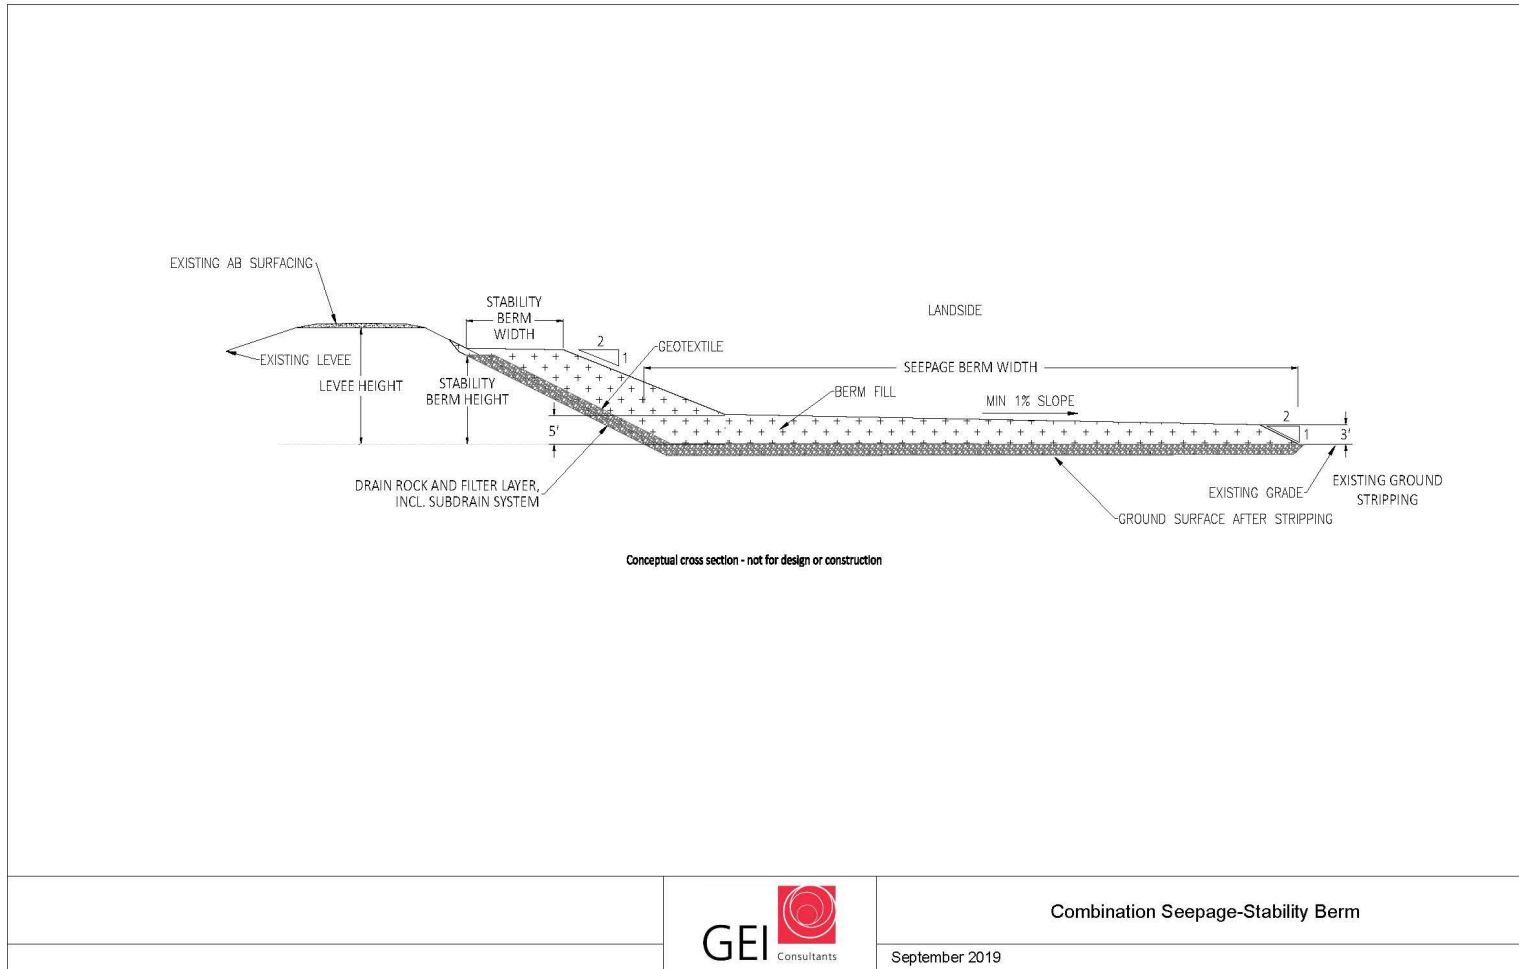 EXISTING AB SURFACING
STABILITY
BERM
WIDTH
LANDSIDE
2
1
GEOTEXTILE
EXISTING LEVEE
LEVEE HEIGHT
STABILITY
BERM HEIGHT
SEEPAGE BERM WIDTH
BERM FILL
MIN 1% SLOPE
2
1
3'
5'
DRAIN ROCK AND FILTER LAYER,
INCL. SUBDRAIN SYSTEM
EXISTING GRADE
EXISTING GROUND
STRIPPING
GROUND SURFACE AFTER STRIPPING
Conceptual cross section - not for design or construction
GEI
Consultants
Combination Seepage-Stability Berm
September 2019